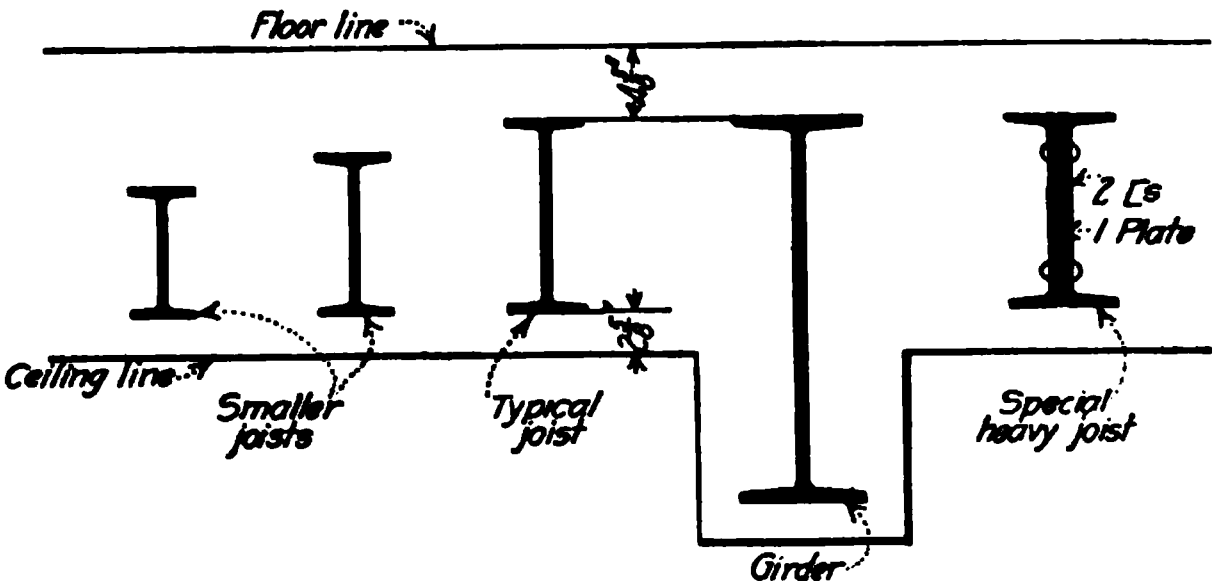 Floor line
2 [s
1 Plate
Ceiling line
Smaller
joists
Typical
joist
Special
heavy joist
Girder